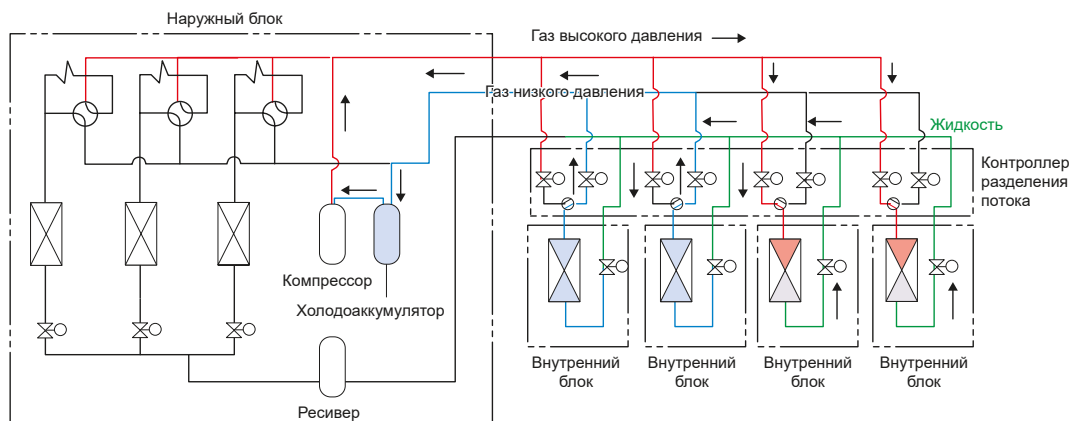 Наружный блок
Газ высокого давления
Газ низкого давления
Жидкость
Контроллер
разделения
потока
Компрессор
Холодоаккумулятор
Ресивер
Внутренний
блок
Внутренний
блок
Внутренний
блок
Внутренний
блок